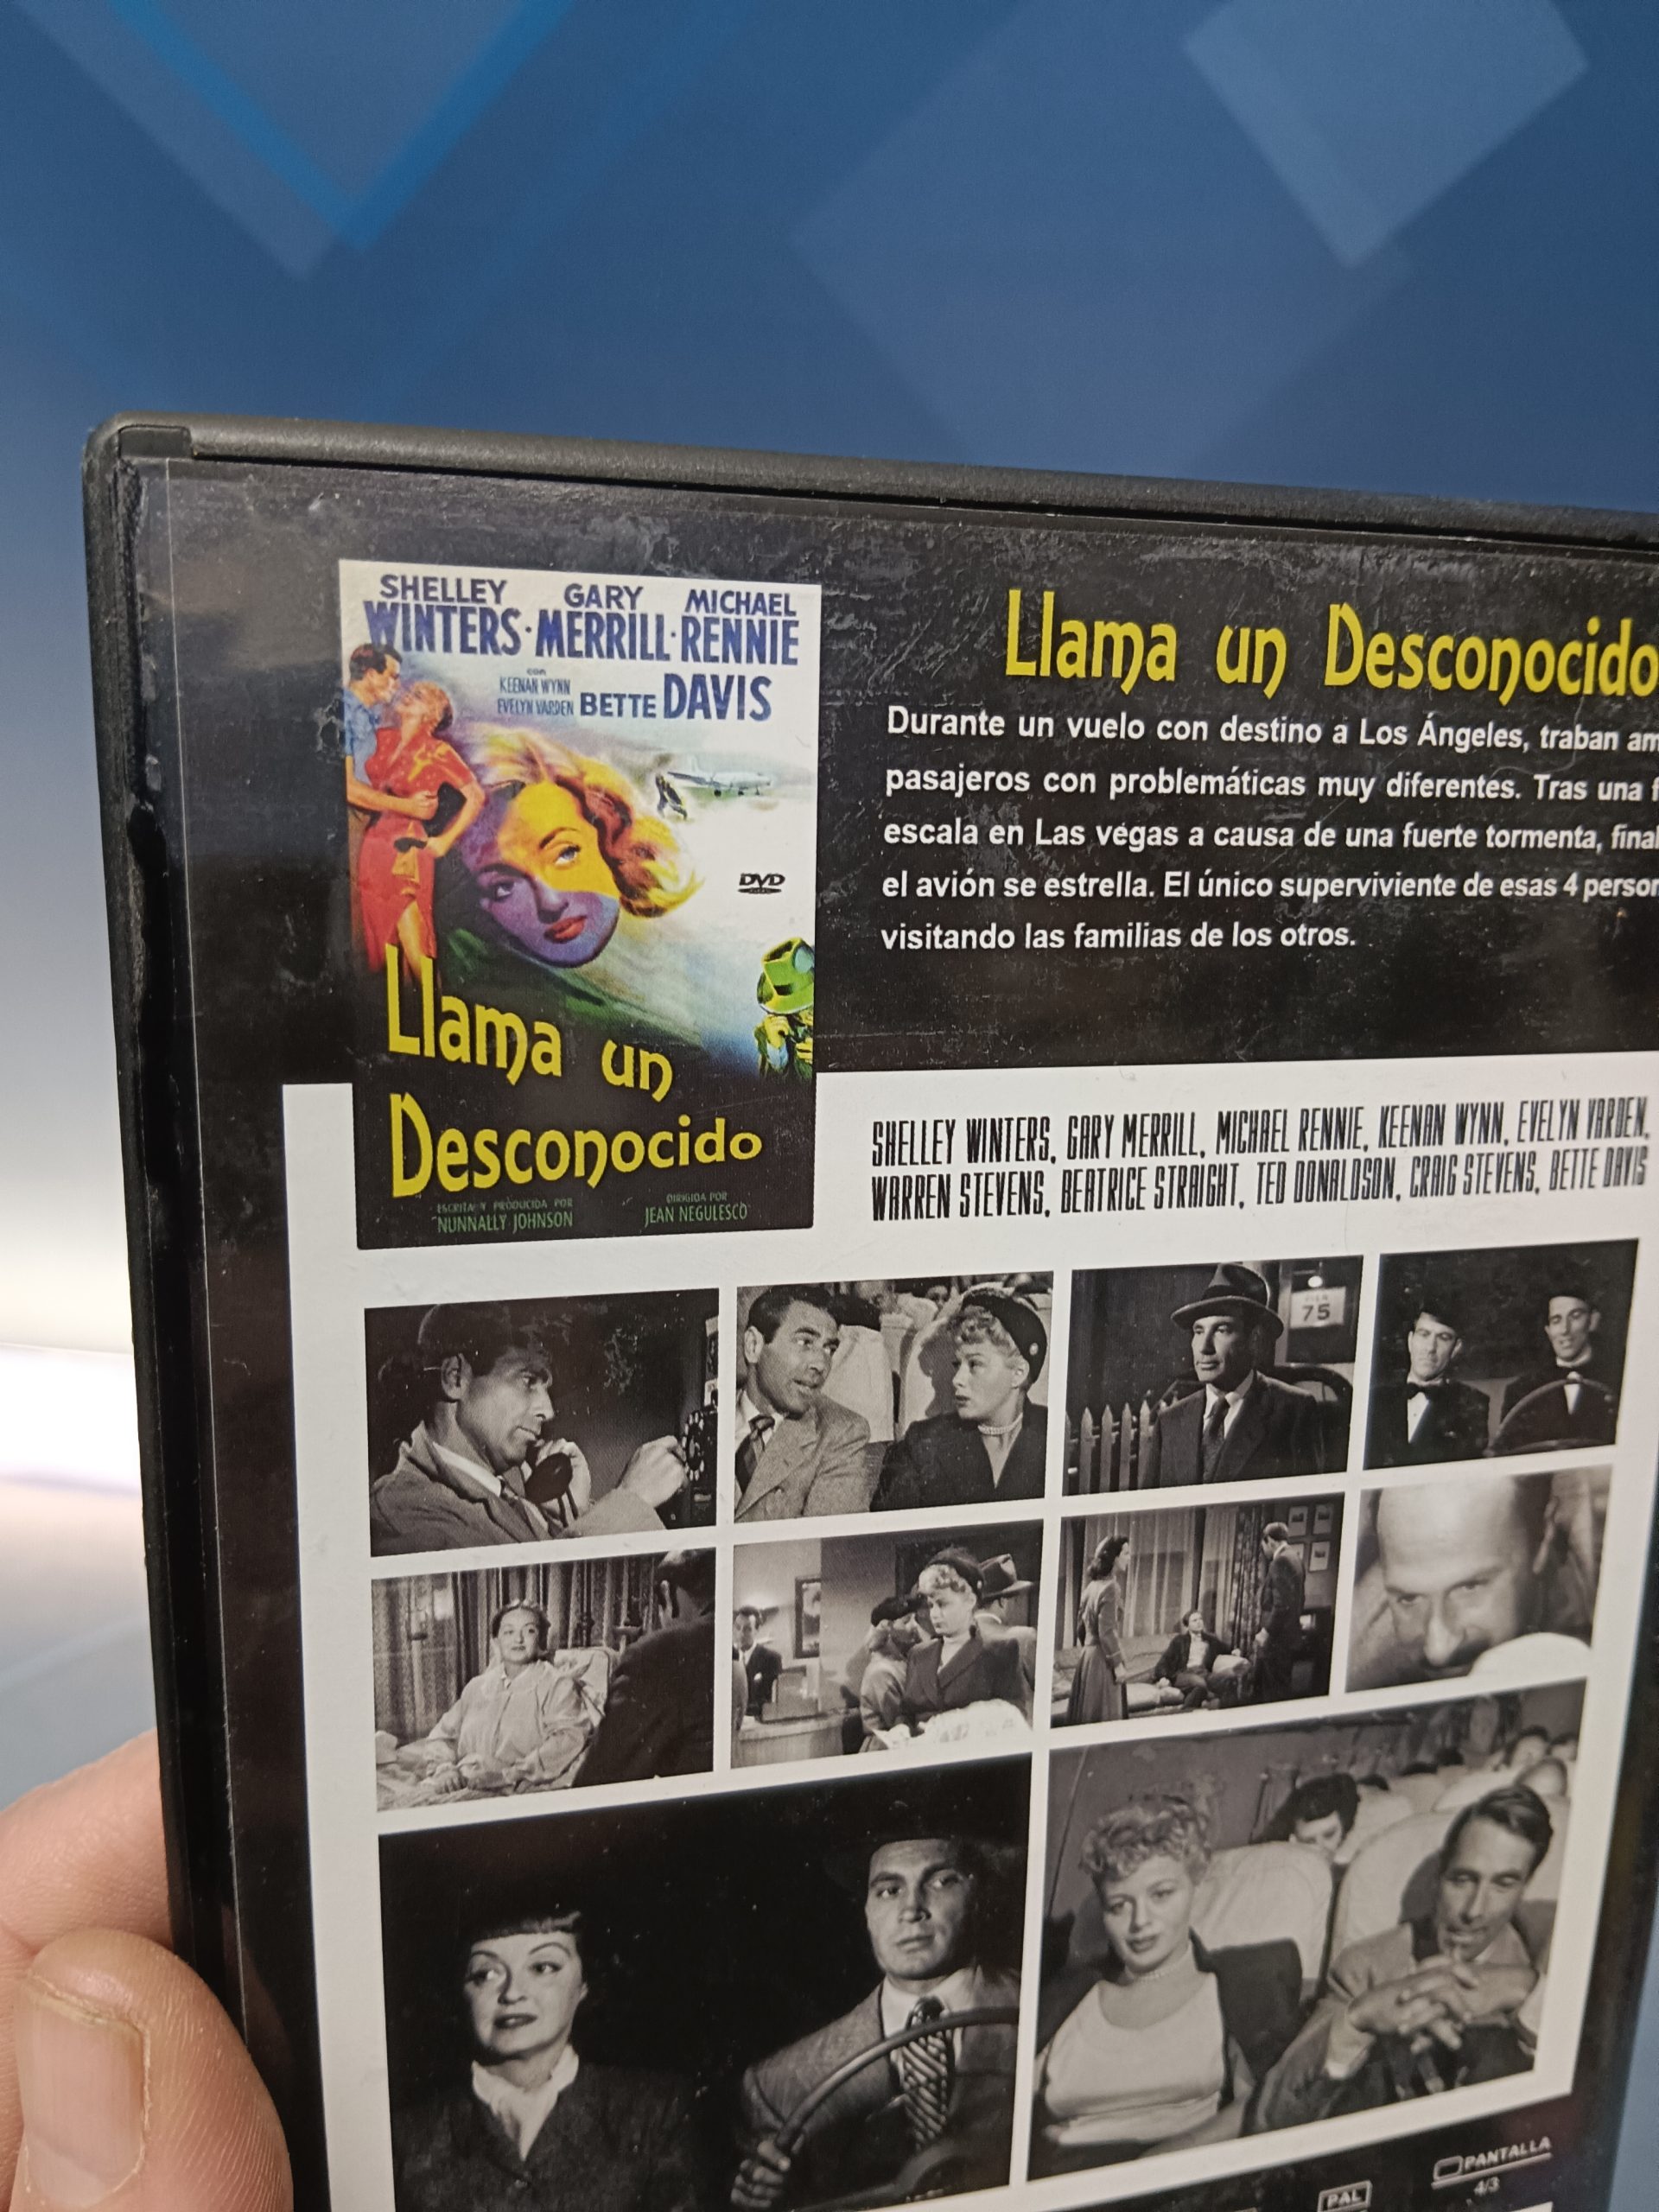 SHELLEY GARY MICHAEL
WINTERS · MERRILL · RENNIE
con
KEENAN WYNN
EVELYN VARDEN BETTE DAVIS
DVD
Llama un
Desconocido
ESCRITA Y PRODUCIDA POR
NUNNALLY JOHNSON
DIRIGIDA POR
JEAN NEGULESCO
Llama un Desconocido
Durante un vuelo con destino a Los Ángeles, traban am
pasajeros con problemáticas muy diferentes. Tras una f
escala en Las vegas a causa de una fuerte tormenta, final
el avión se estrella. El único superviviente de esas 4 person
visitando las familias de los otros.
SHELLEY WINTERS, GARY MERRILL, MICHAEL RENNIE, KEENAN WYNN, EVELYN VARDEN,
WARREN STEVENS, BEATRICE STRAIGHT, TED DONALDSON, CRAIG STEVENS, BETTE DAVIS
75
PAL
PANTALLA
4/3